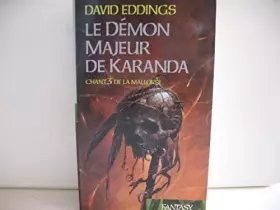 DAVID EDDINGS
LE DÉMON
MAJEUR
DE KARANDA
CHANT 3 DE LA MALLORÉE
FANTASY